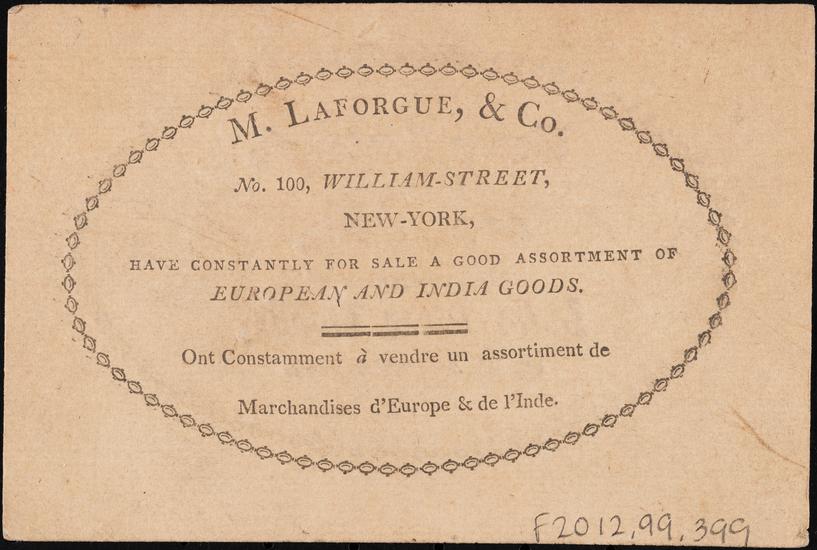 M. LAFORGUE, & Co.
No. 100, WILLIAM-STREET,
NEW-YORK,
HAVE CONSTANTLY FOR SALE A GOOD ASSORTMENT OF
EUROPEAN AND INDIA GOODS.
Ont Constamment à vendre un assortiment de
Marchandises d'Europe & de l'Inde.
F2012.99.399